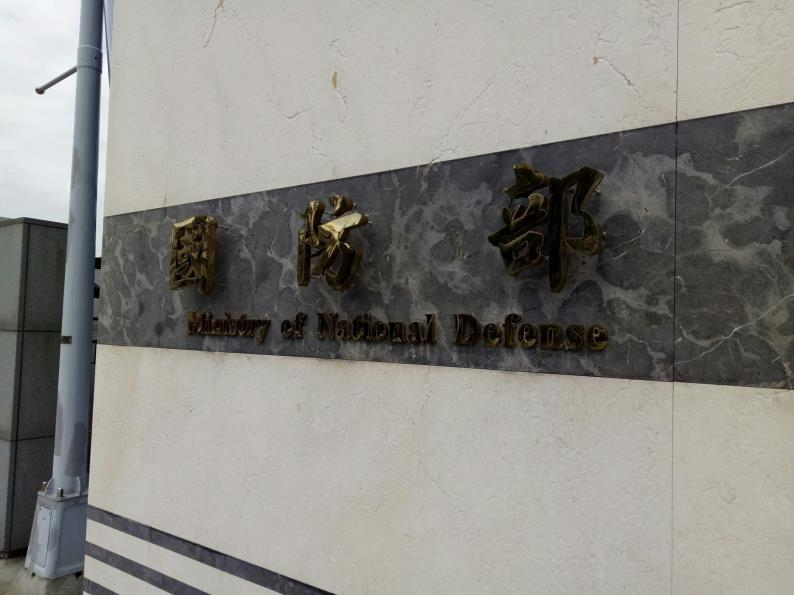 國防部
Ministry of National Defense